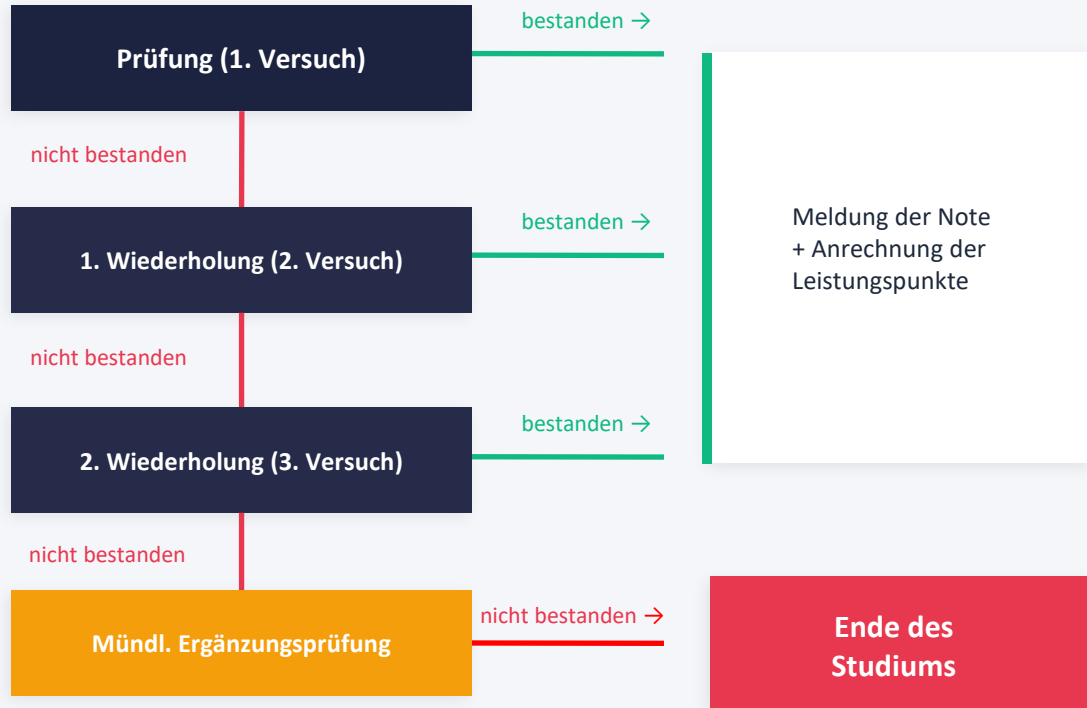 bestanden →
Prüfung (1. Versuch)
nicht bestanden
bestanden →
1. Wiederholung (2. Versuch)
Meldung der Note
+ Anrechnung der
Leistungspunkte
nicht bestanden
bestanden →
2. Wiederholung (3. Versuch)
nicht bestanden
Mündl. Ergänzungsprüfung
nicht bestanden →
Ende des
Studiums